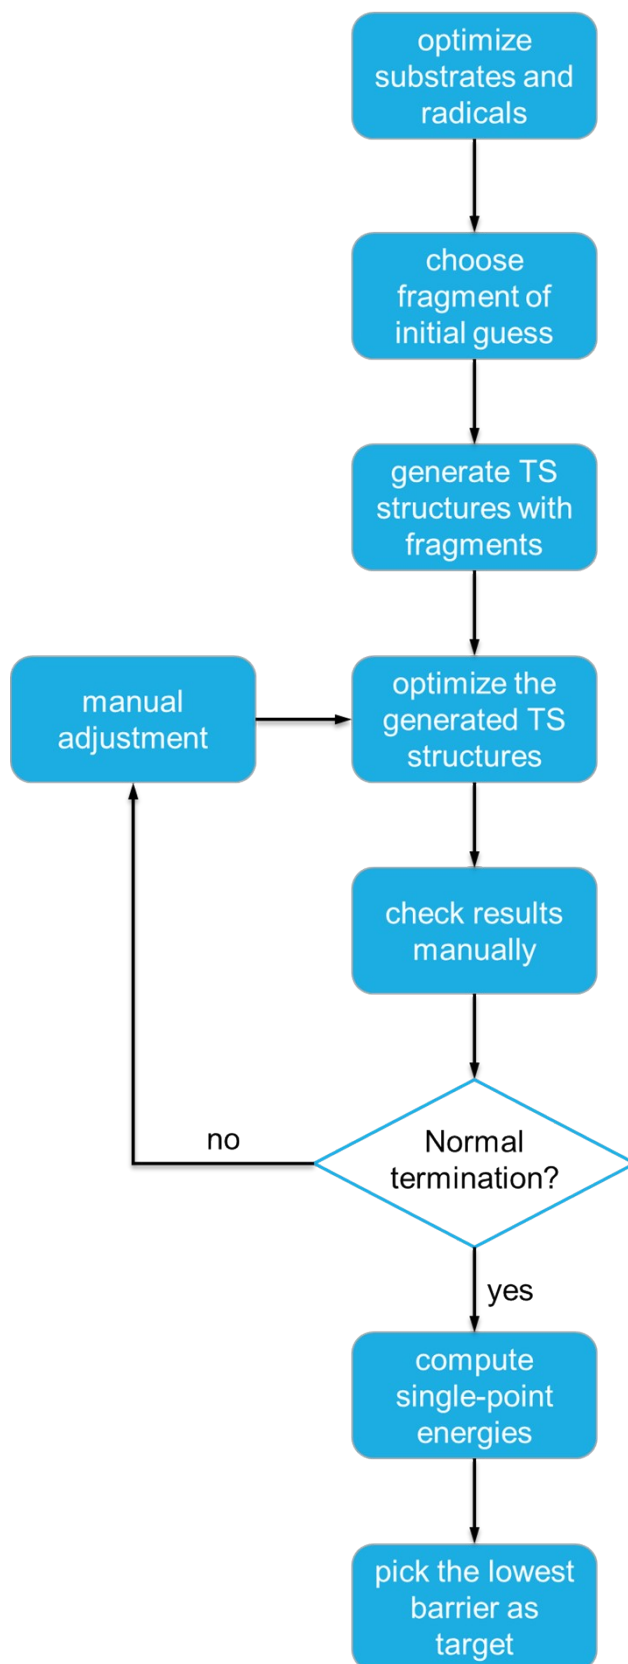 optimize
substrates and
radicals
choose
fragment of
initial guess
generate TS
structures with
fragments
manual
adjustment
optimize the
generated TS
structures
check results
manually
no
Normal
termination?
yes
compute
single-point
energies
pick the lowest
barrier as
target